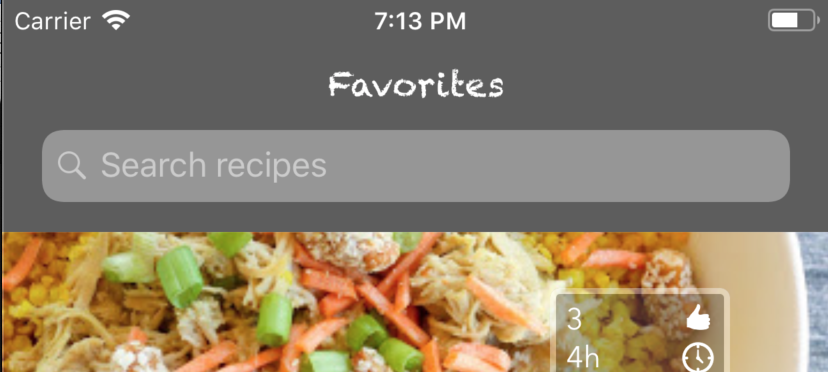 Carrier 7:13 PM
Favorites
Search recipes
3
4h